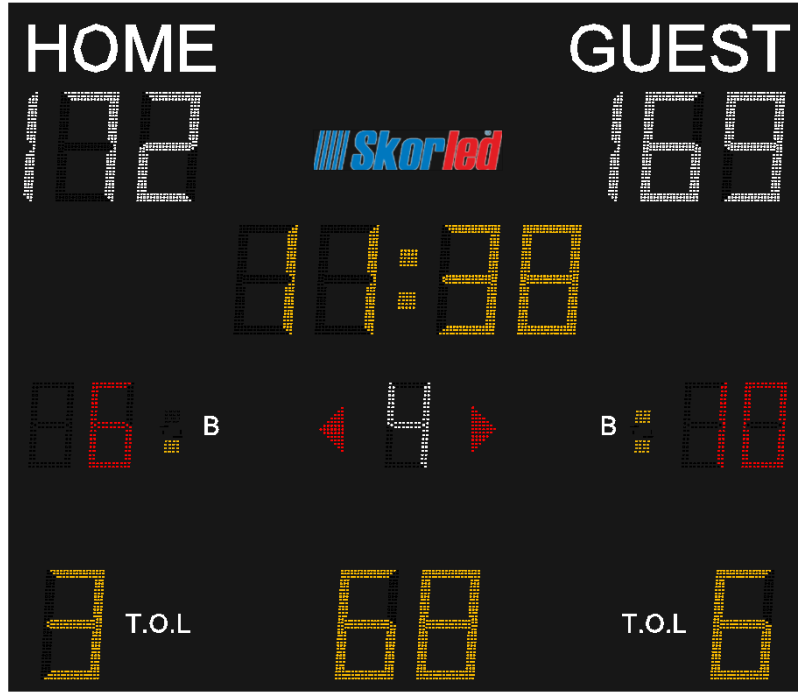 HOME GUEST
172 Skorled 169
11:38
6 B 4 B 10
3 T.O.L 68 T.O.L 6